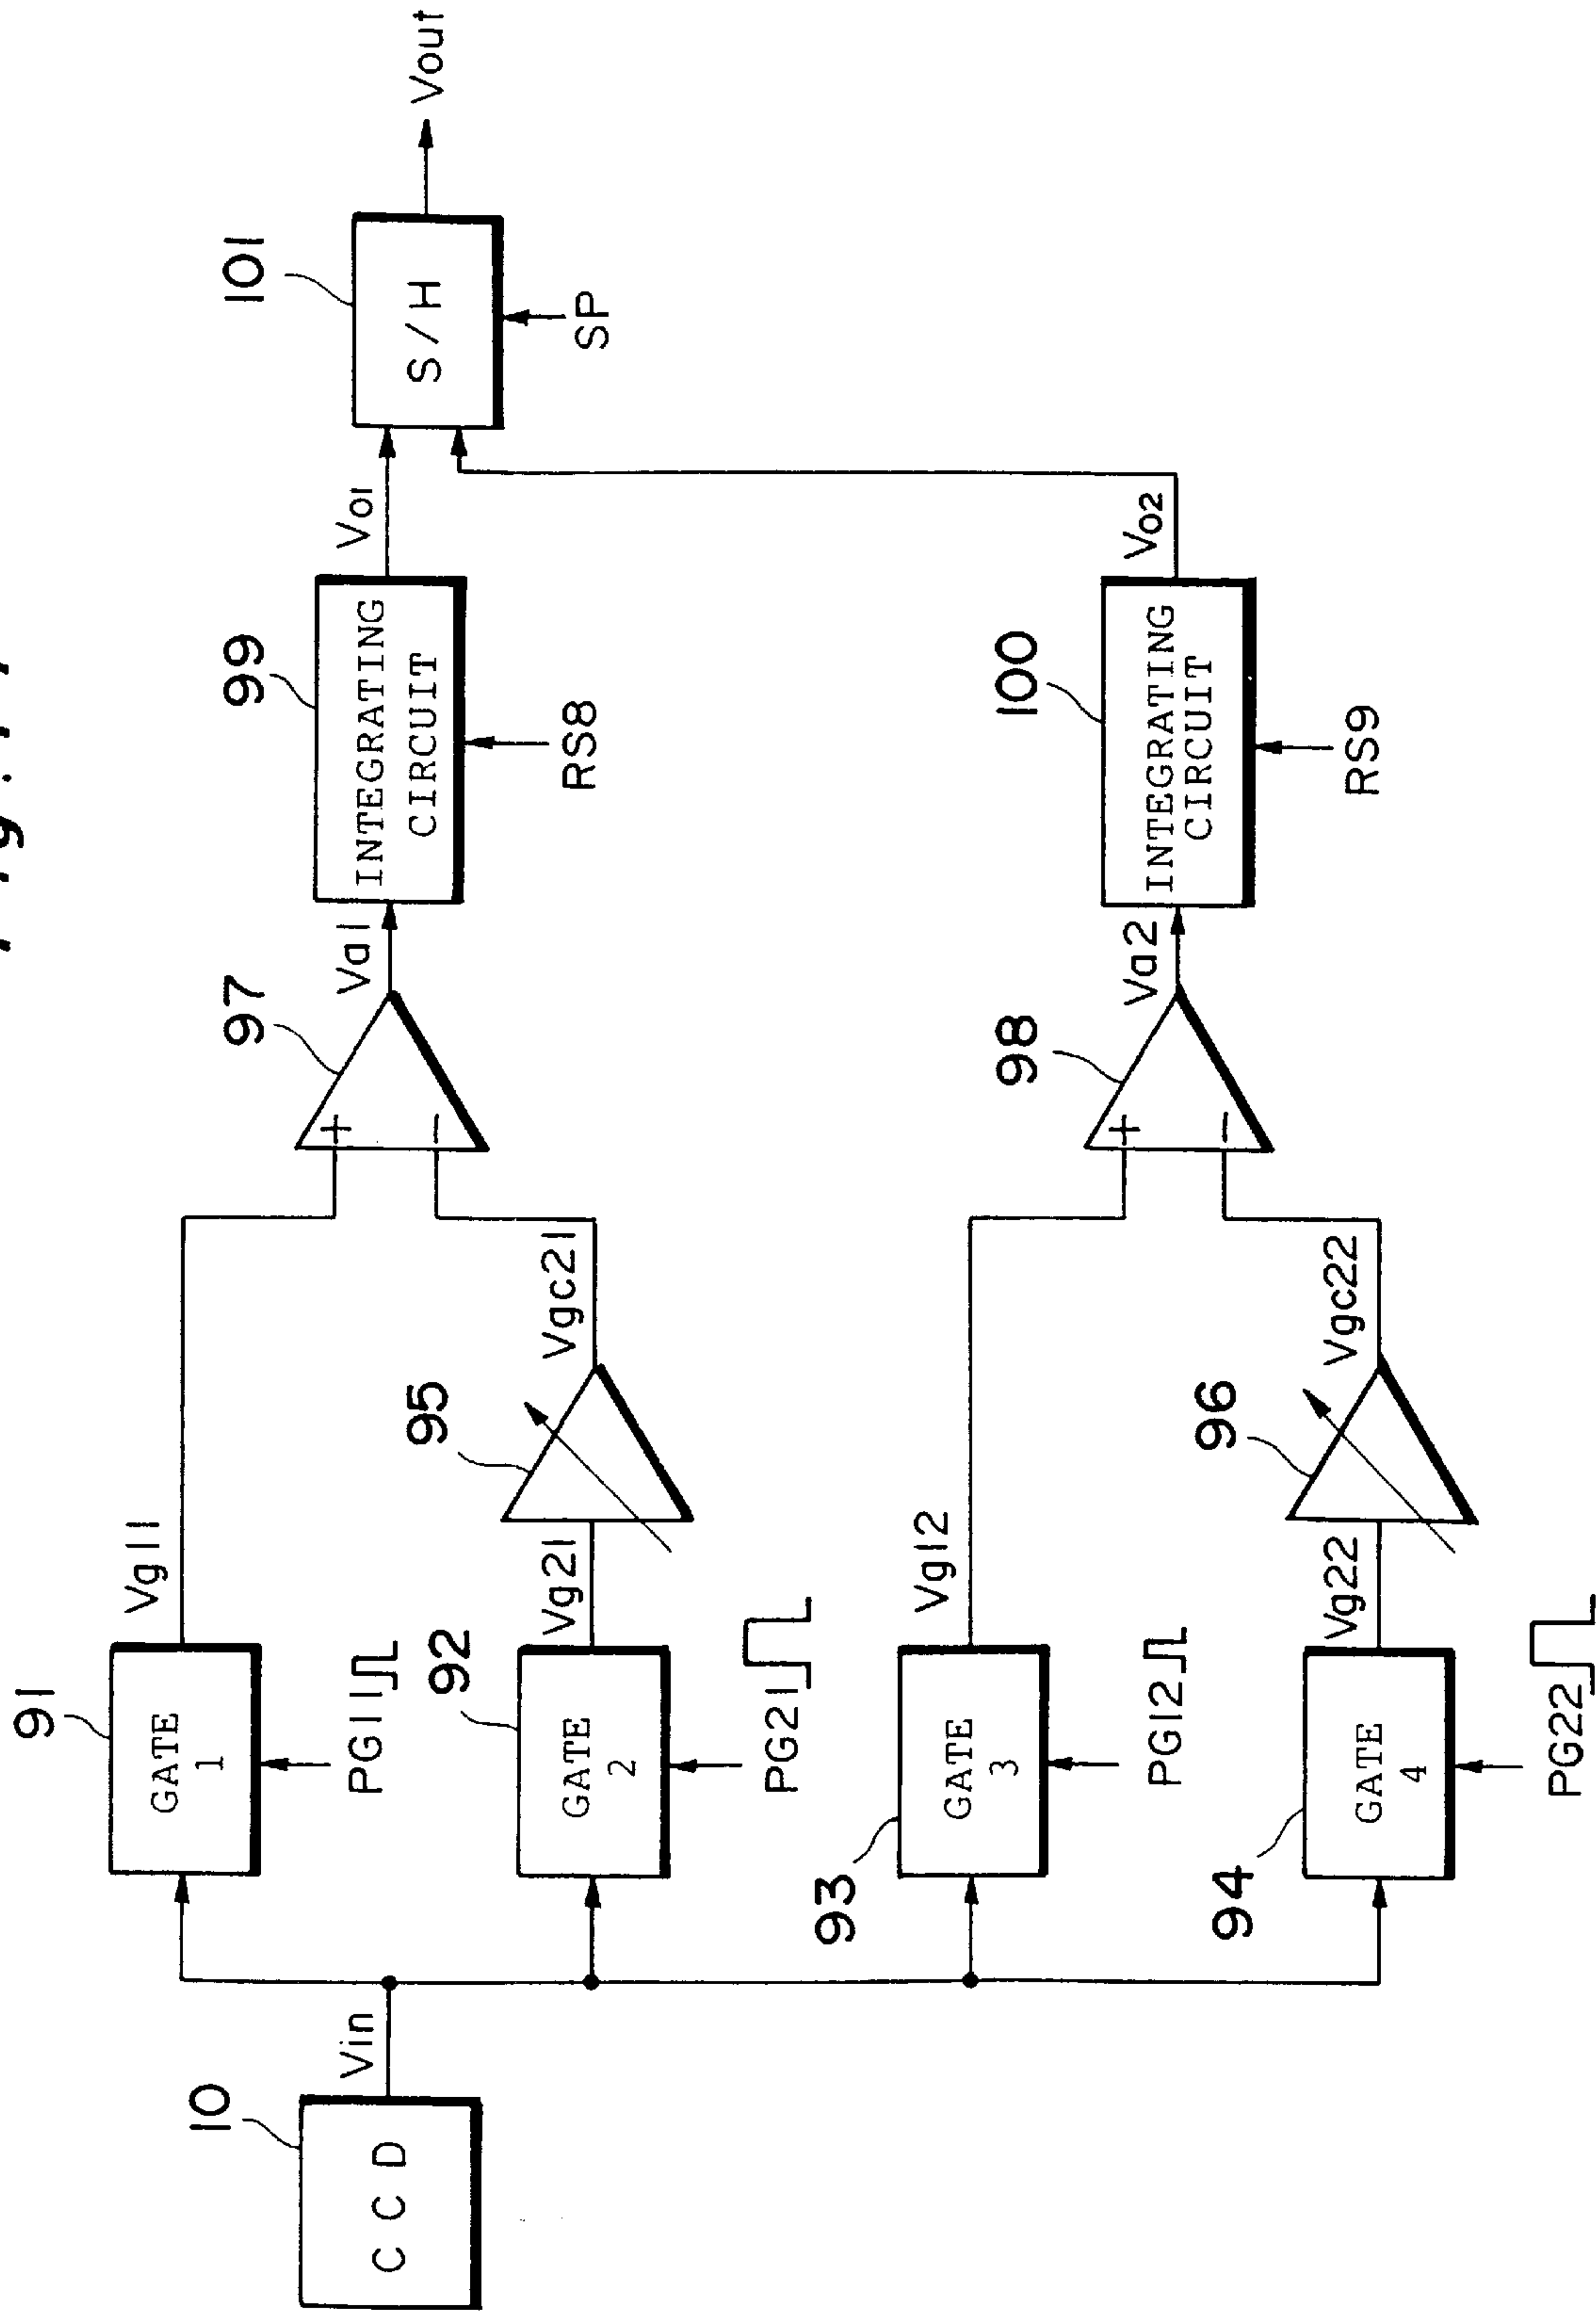 10
C C D
Vin
91
GATE
1
PG11
Vg11
92
GATE
2
PG21
Vg21
95
Vgc21
93
GATE
3
PG12
Vg12
94
GATE
4
PG22
Vg22
96
Vgc22
97
+
−
Va1
98
+
−
Va2
99
INTEGRATING
CIRCUIT
RS8
Vo1
100
INTEGRATING
CIRCUIT
RS9
Vo2
101
S/H
SP
Vout